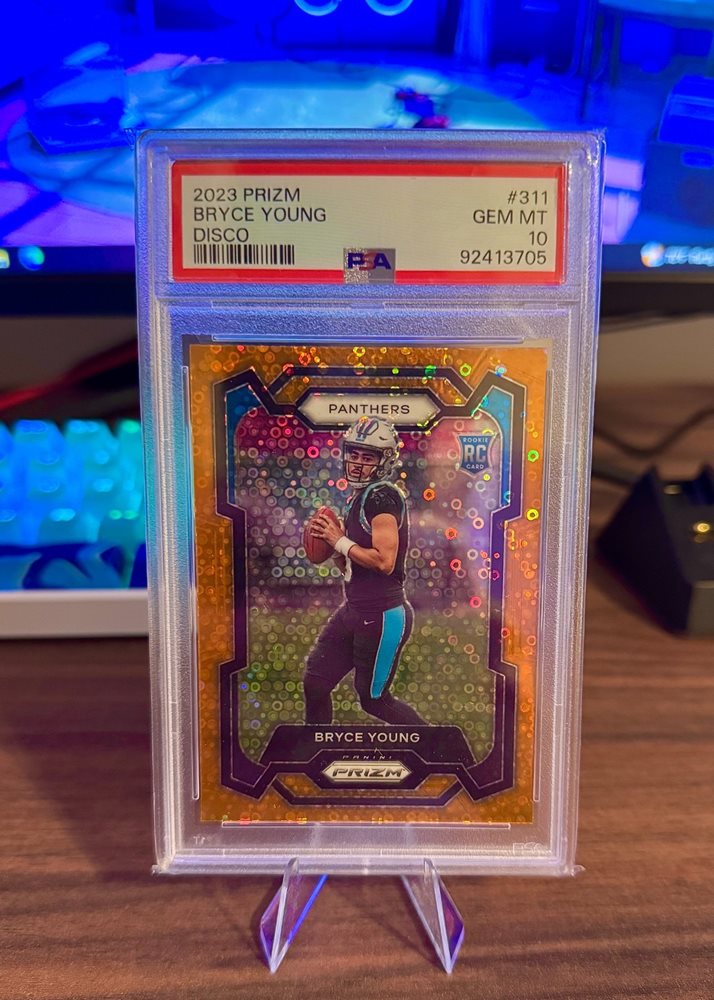 2023 PRIZM #311
BRYCE YOUNG GEM MT
DISCO 10
PSA 92413705
PANTHERS
ROOKIE
RC
CARD
BRYCE YOUNG
PANINI
PRIZM